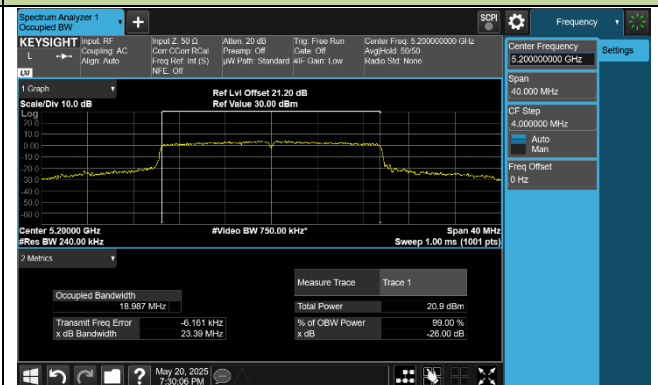 Spectrum Analyzer 1
Occupied BW
SCPI
Frequency
KEYSIGHT
L
LXI
Input: RF
Coupling: AC
Align: Auto
Input Z: 50 Ω
Corr CCorr RCal
Freq Ref: Int (S)
NFE: Off
Atten: 20 dB
Preamp: Off
µW Path: Standard
Trig: Free Run
Gate: Off
#IF Gain: Low
Center Freq: 5.200000000 GHz
Avg|Hold: 50/50
Radio Std: None
Center Frequency
5.200000000 GHz
Settings
Span
40.000 MHz
CF Step
4.000000 MHz
Auto
Man
Freq Offset
0 Hz
1 Graph
Scale/Div 10.0 dB
Ref Lvl Offset 21.20 dB
Ref Value 30.00 dBm
Log
20.0
10.0
0.00
-10.0
-20.0
-30.0
-40.0
-50.0
-60.0
Center 5.20000 GHz
#Res BW 240.00 kHz
#Video BW 750.00 kHz*
Span 40 MHz
Sweep 1.00 ms (1001 pts)
2 Metrics
Measure Trace
Trace 1
Occupied Bandwidth
18.987 MHz
Total Power
20.9 dBm
Transmit Freq Error
-6.161 kHz
% of OBW Power
99.00 %
x dB Bandwidth
23.39 MHz
x dB
-26.00 dB
?
May 20, 2025
7:30:06 PM